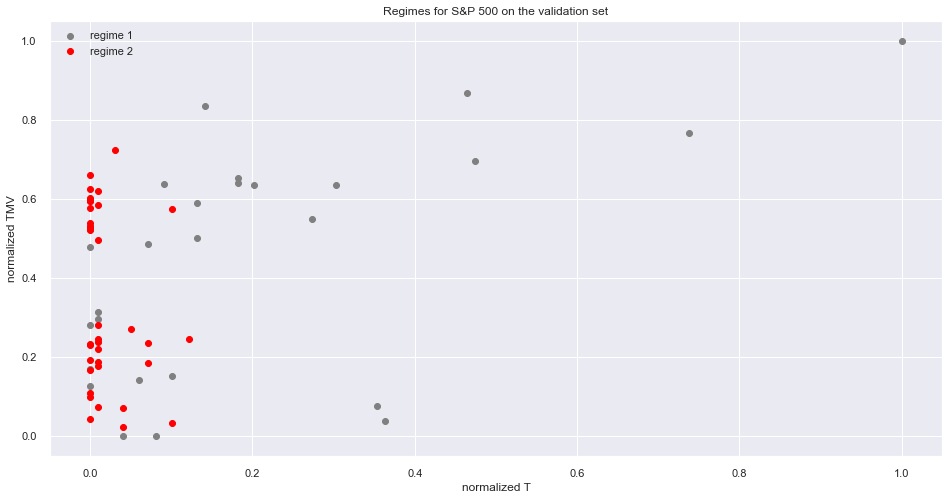 Regimes for S&P 500 on the validation set
regime 1
regime 2
normalized TMV
1.0
0.8
0.6
0.4
0.2
0.0
0.0 0.2 0.4 0.6 0.8 1.0
normalized T